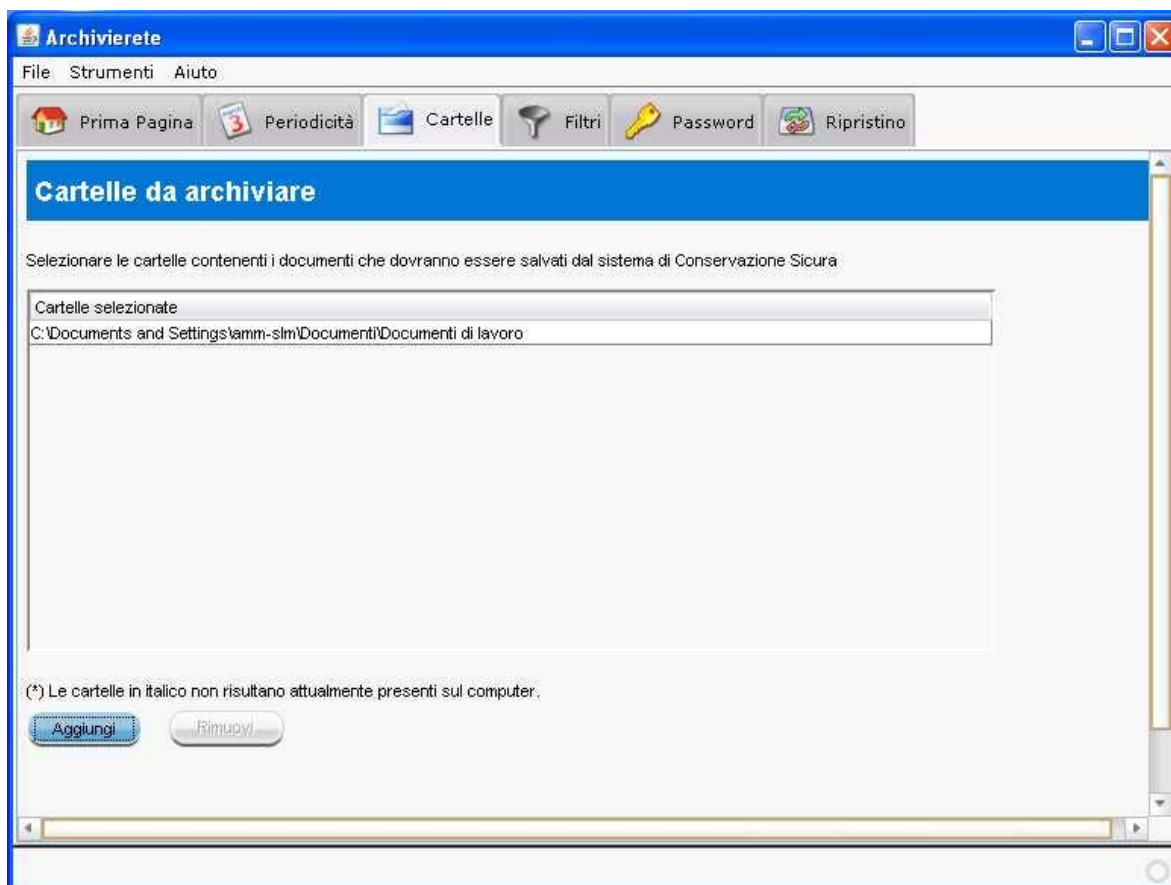 Archivierete
File Strumenti Aiuto
Prima Pagina 3 Periodicità Cartelle Filtri Password Ripristino
Cartelle da archiviare
Selezionare le cartelle contenenti i documenti che dovranno essere salvati dal sistema di Conservazione Sicura
Cartelle selezionate
C:\Documents and Settings\amm-slm\Documenti\Documenti di lavoro
(*) Le cartelle in italico non risultano attualmente presenti sul computer.
Aggiungi Rimuovi